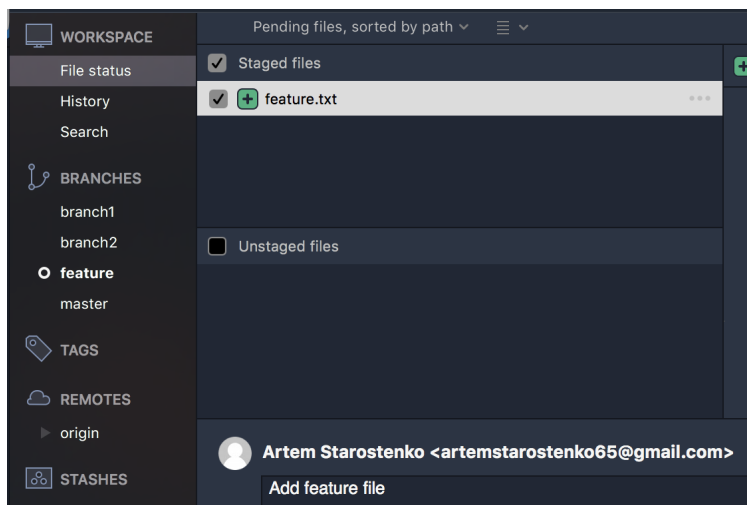 WORKSPACE
File status
History
Search
BRANCHES
branch1
branch2
feature
master
TAGS
REMOTES
origin
STASHES
Pending files, sorted by path
Staged files
feature.txt
Unstaged files
Artem Starostenko <artemstarostenko65@gmail.com>
Add feature file